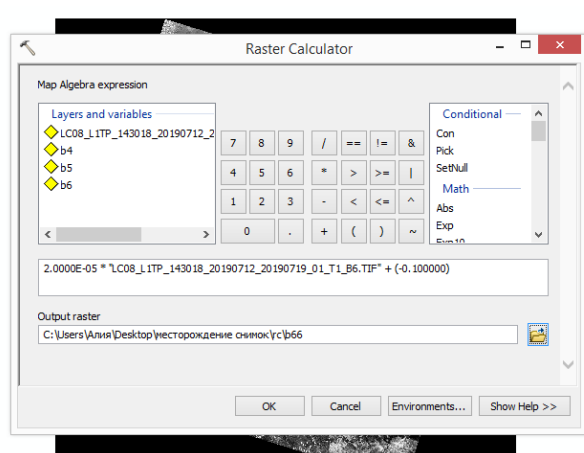 Raster Calculator
Map Algebra expression
Layers and variables
LC08_L1TP_143018_20190712_2
b4
b5
b6
7 8 9 / == != &
4 5 6 * > >= |
1 2 3 - < <= ^
0 . + ( ) ~
Conditional
Con
Pick
SetNull
Math
Abs
Exp
Exp10
2.0000E-05 * "LC08_L1TP_143018_20190712_20190719_01_T1_B6.TIF" + (-0.100000)
Output raster
C:\Users\Алия\Desktop\месторождение снимок\rc\b66
OK Cancel Environments... Show Help >>